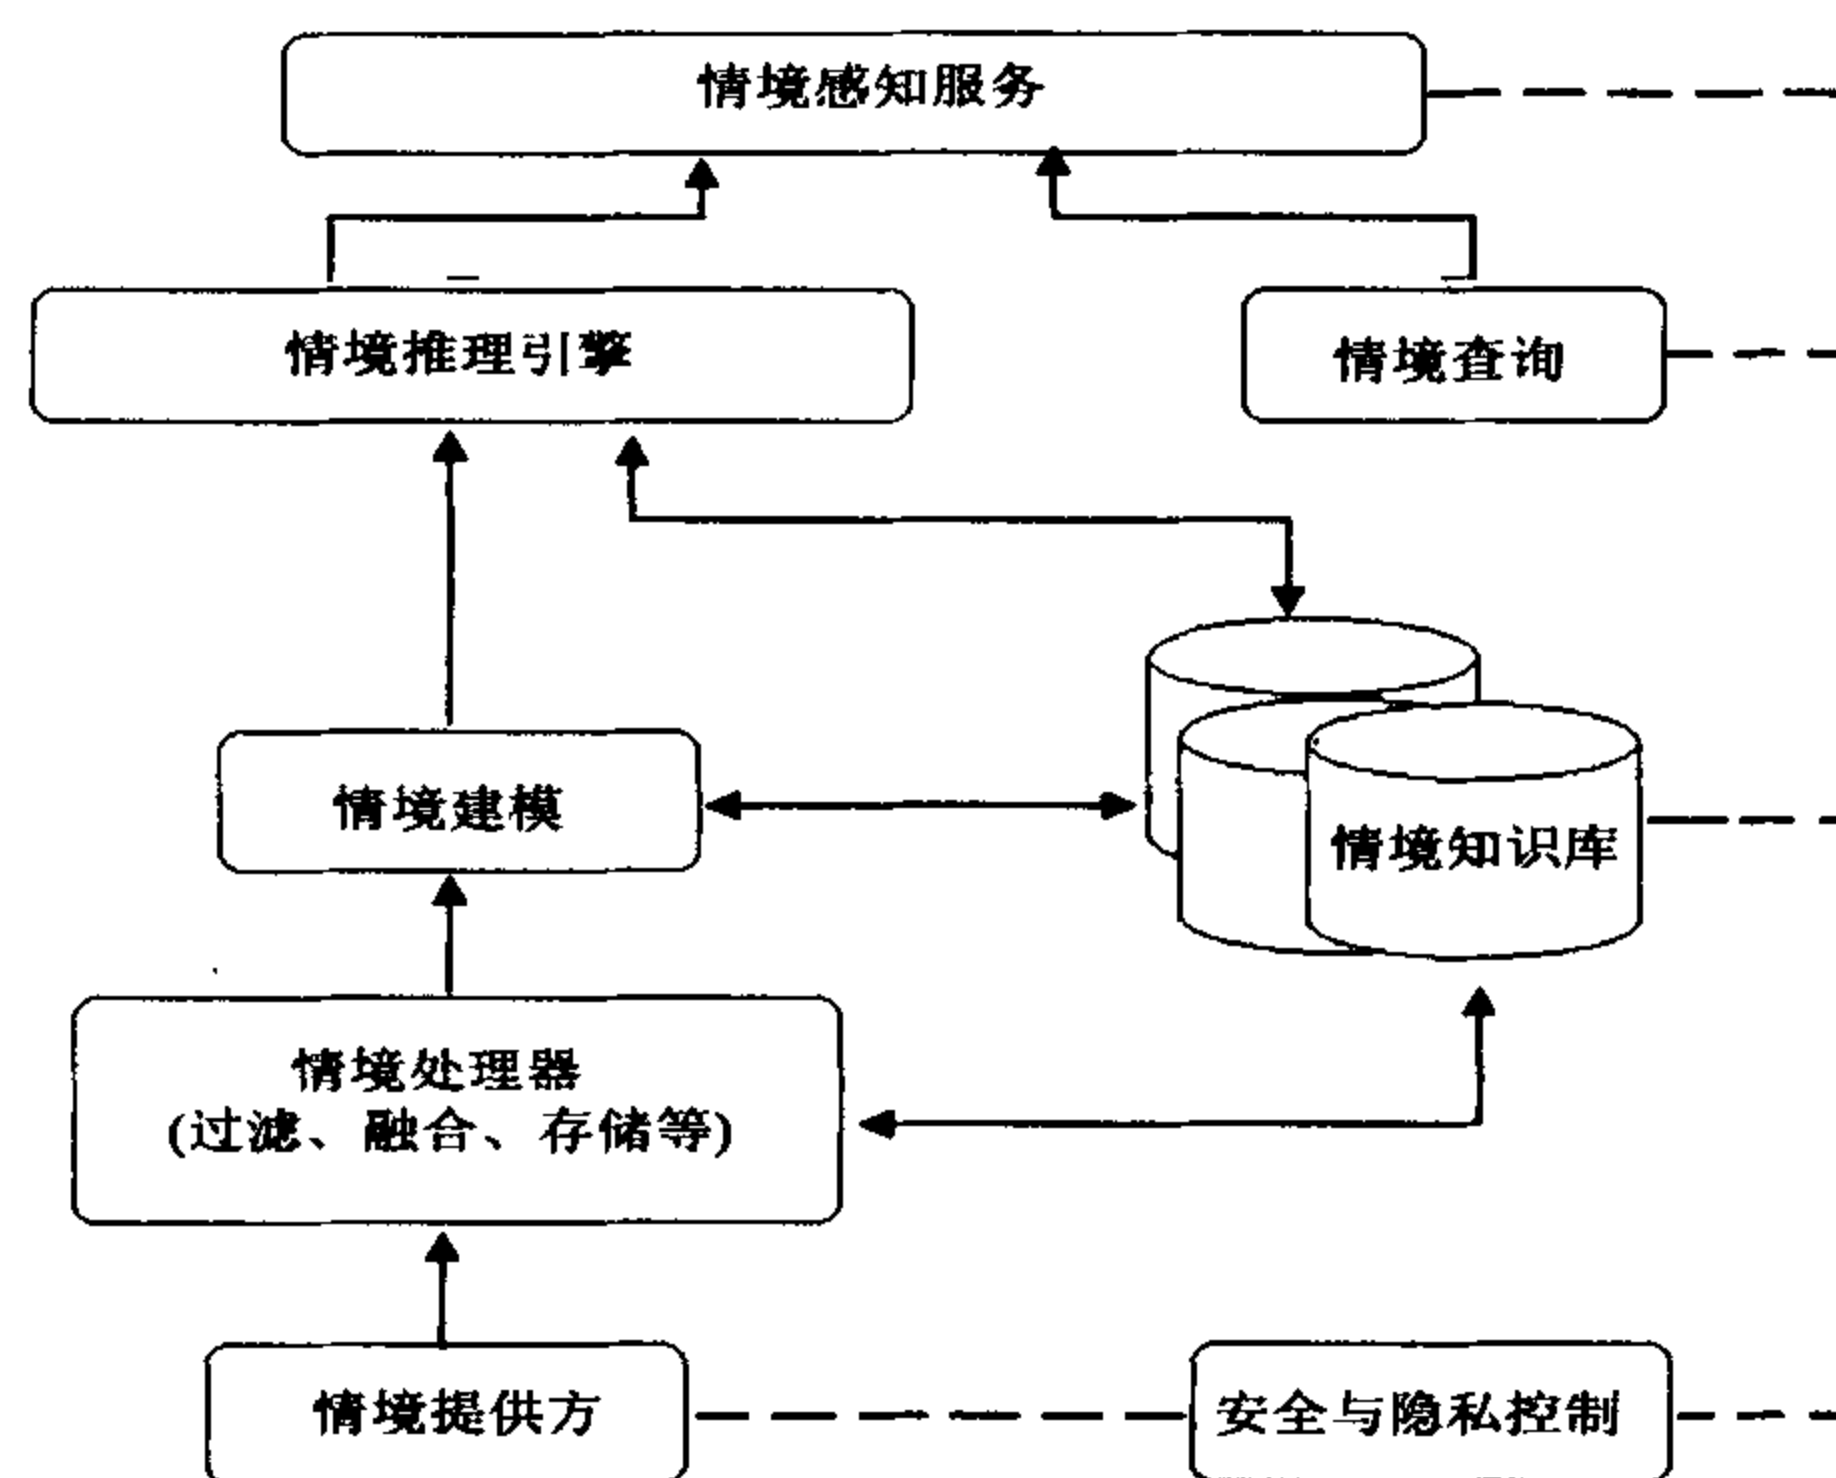 情境感知服务
情境推理引擎
情境查询
情境建模
情境知识库
情境处理器
(过滤、融合、存储等)
情境提供方
安全与隐私控制